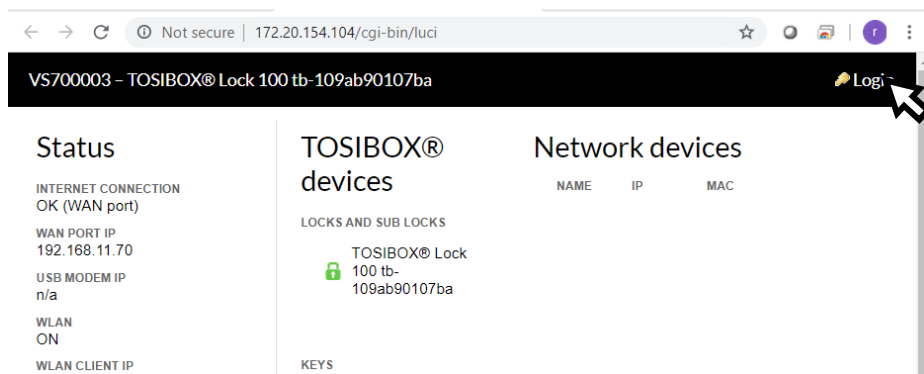 Not secure | 172.20.154.104/cgi-bin/luci
r
VS700003 – TOSIBOX® Lock 100 tb-109ab90107ba
Login
Status
INTERNET CONNECTION
OK (WAN port)
WAN PORT IP
192.168.11.70
USB MODEM IP
n/a
WLAN
ON
WLAN CLIENT IP
TOSIBOX®
devices
LOCKS AND SUB LOCKS
TOSIBOX® Lock
100 tb-
109ab90107ba
KEYS
Network devices
NAME IP MAC